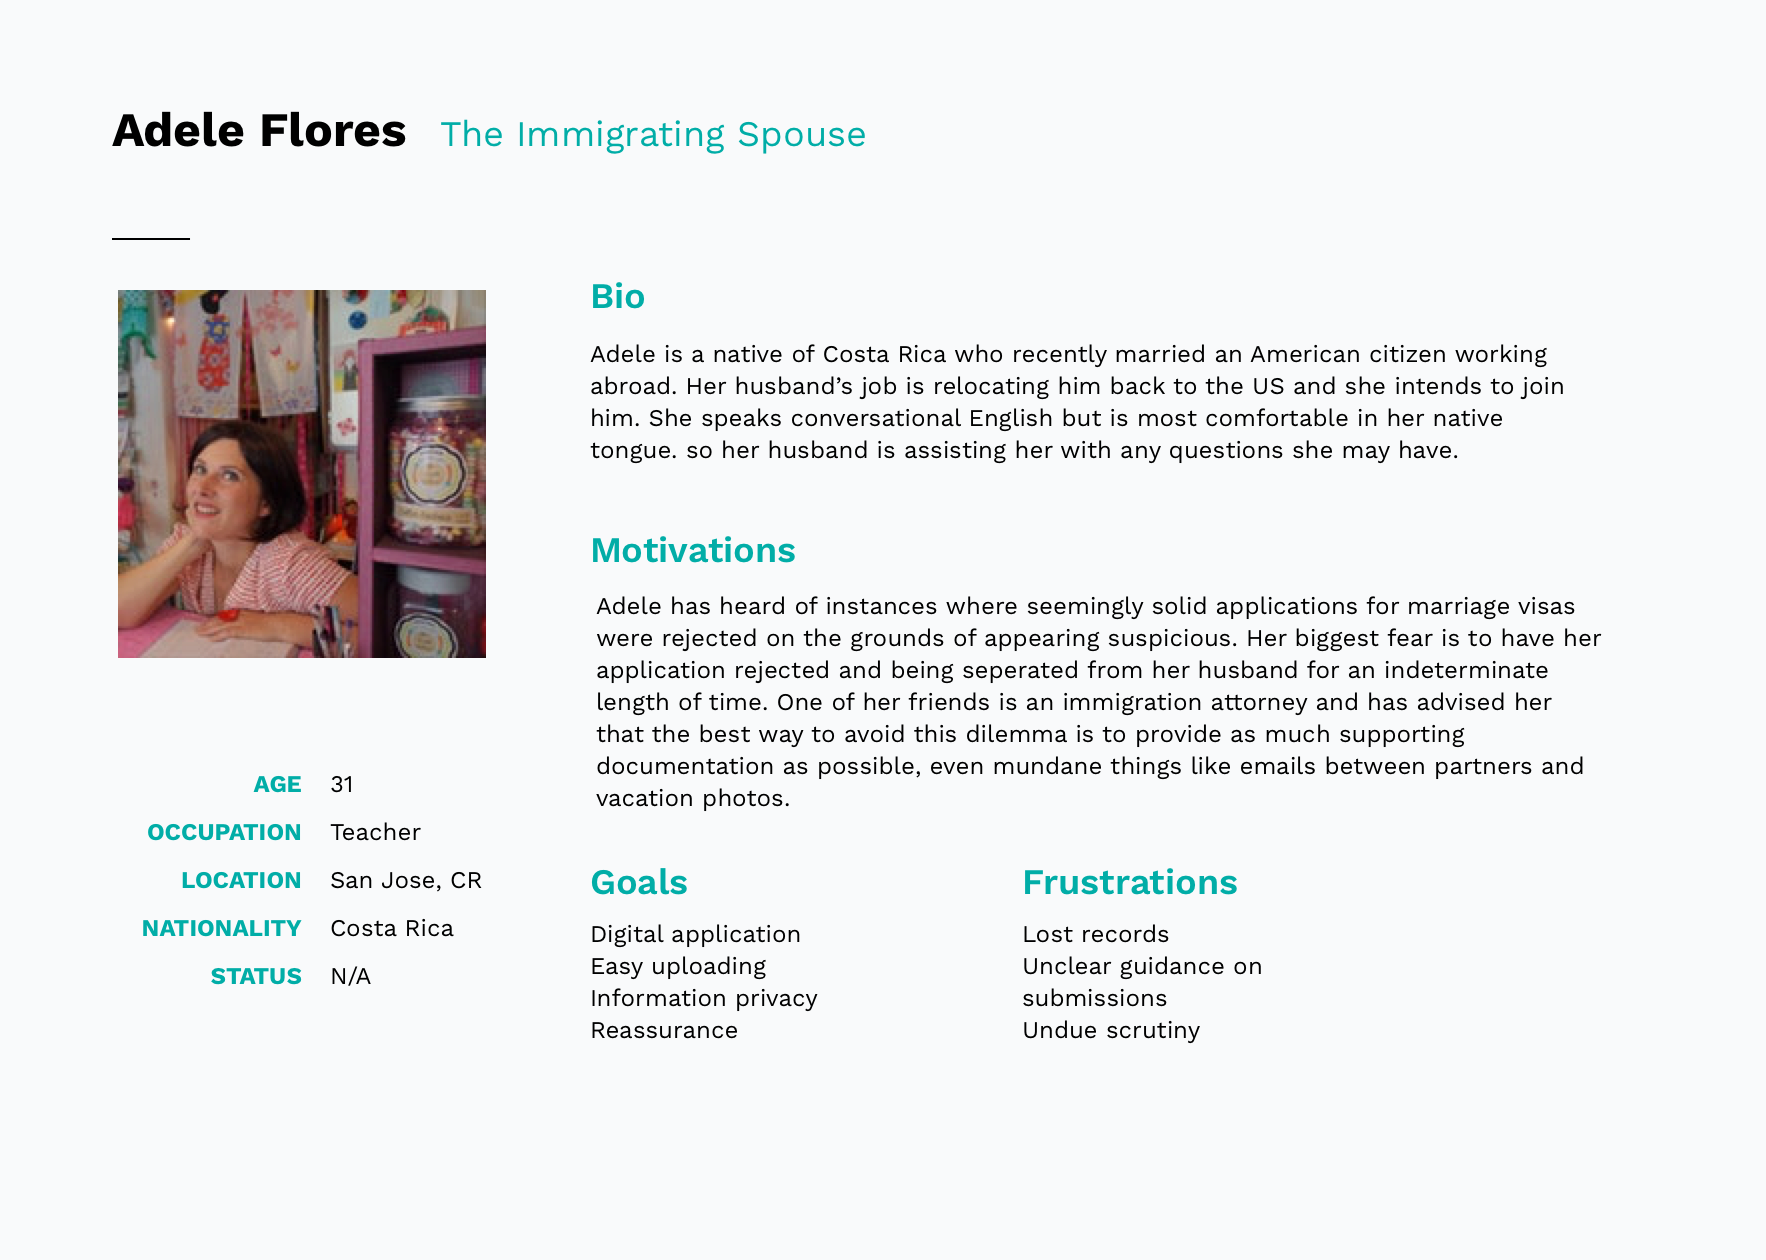 Adele Flores The Immigrating Spouse
Bio
Adele is a native of Costa Rica who recently married an American citizen working
abroad. Her husband’s job is relocating him back to the US and she intends to join
him. She speaks conversational English but is most comfortable in her native
tongue. so her husband is assisting her with any questions she may have.
Motivations
Adele has heard of instances where seemingly solid applications for marriage visas
were rejected on the grounds of appearing suspicious. Her biggest fear is to have her
application rejected and being seperated from her husband for an indeterminate
length of time. One of her friends is an immigration attorney and has advised her
that the best way to avoid this dilemma is to provide as much supporting
documentation as possible, even mundane things like emails between partners and
vacation photos.
AGE 31
OCCUPATION Teacher
LOCATION San Jose, CR
NATIONALITY Costa Rica
STATUS N/A
Goals
Digital application
Easy uploading
Information privacy
Reassurance
Frustrations
Lost records
Unclear guidance on
submissions
Undue scrutiny